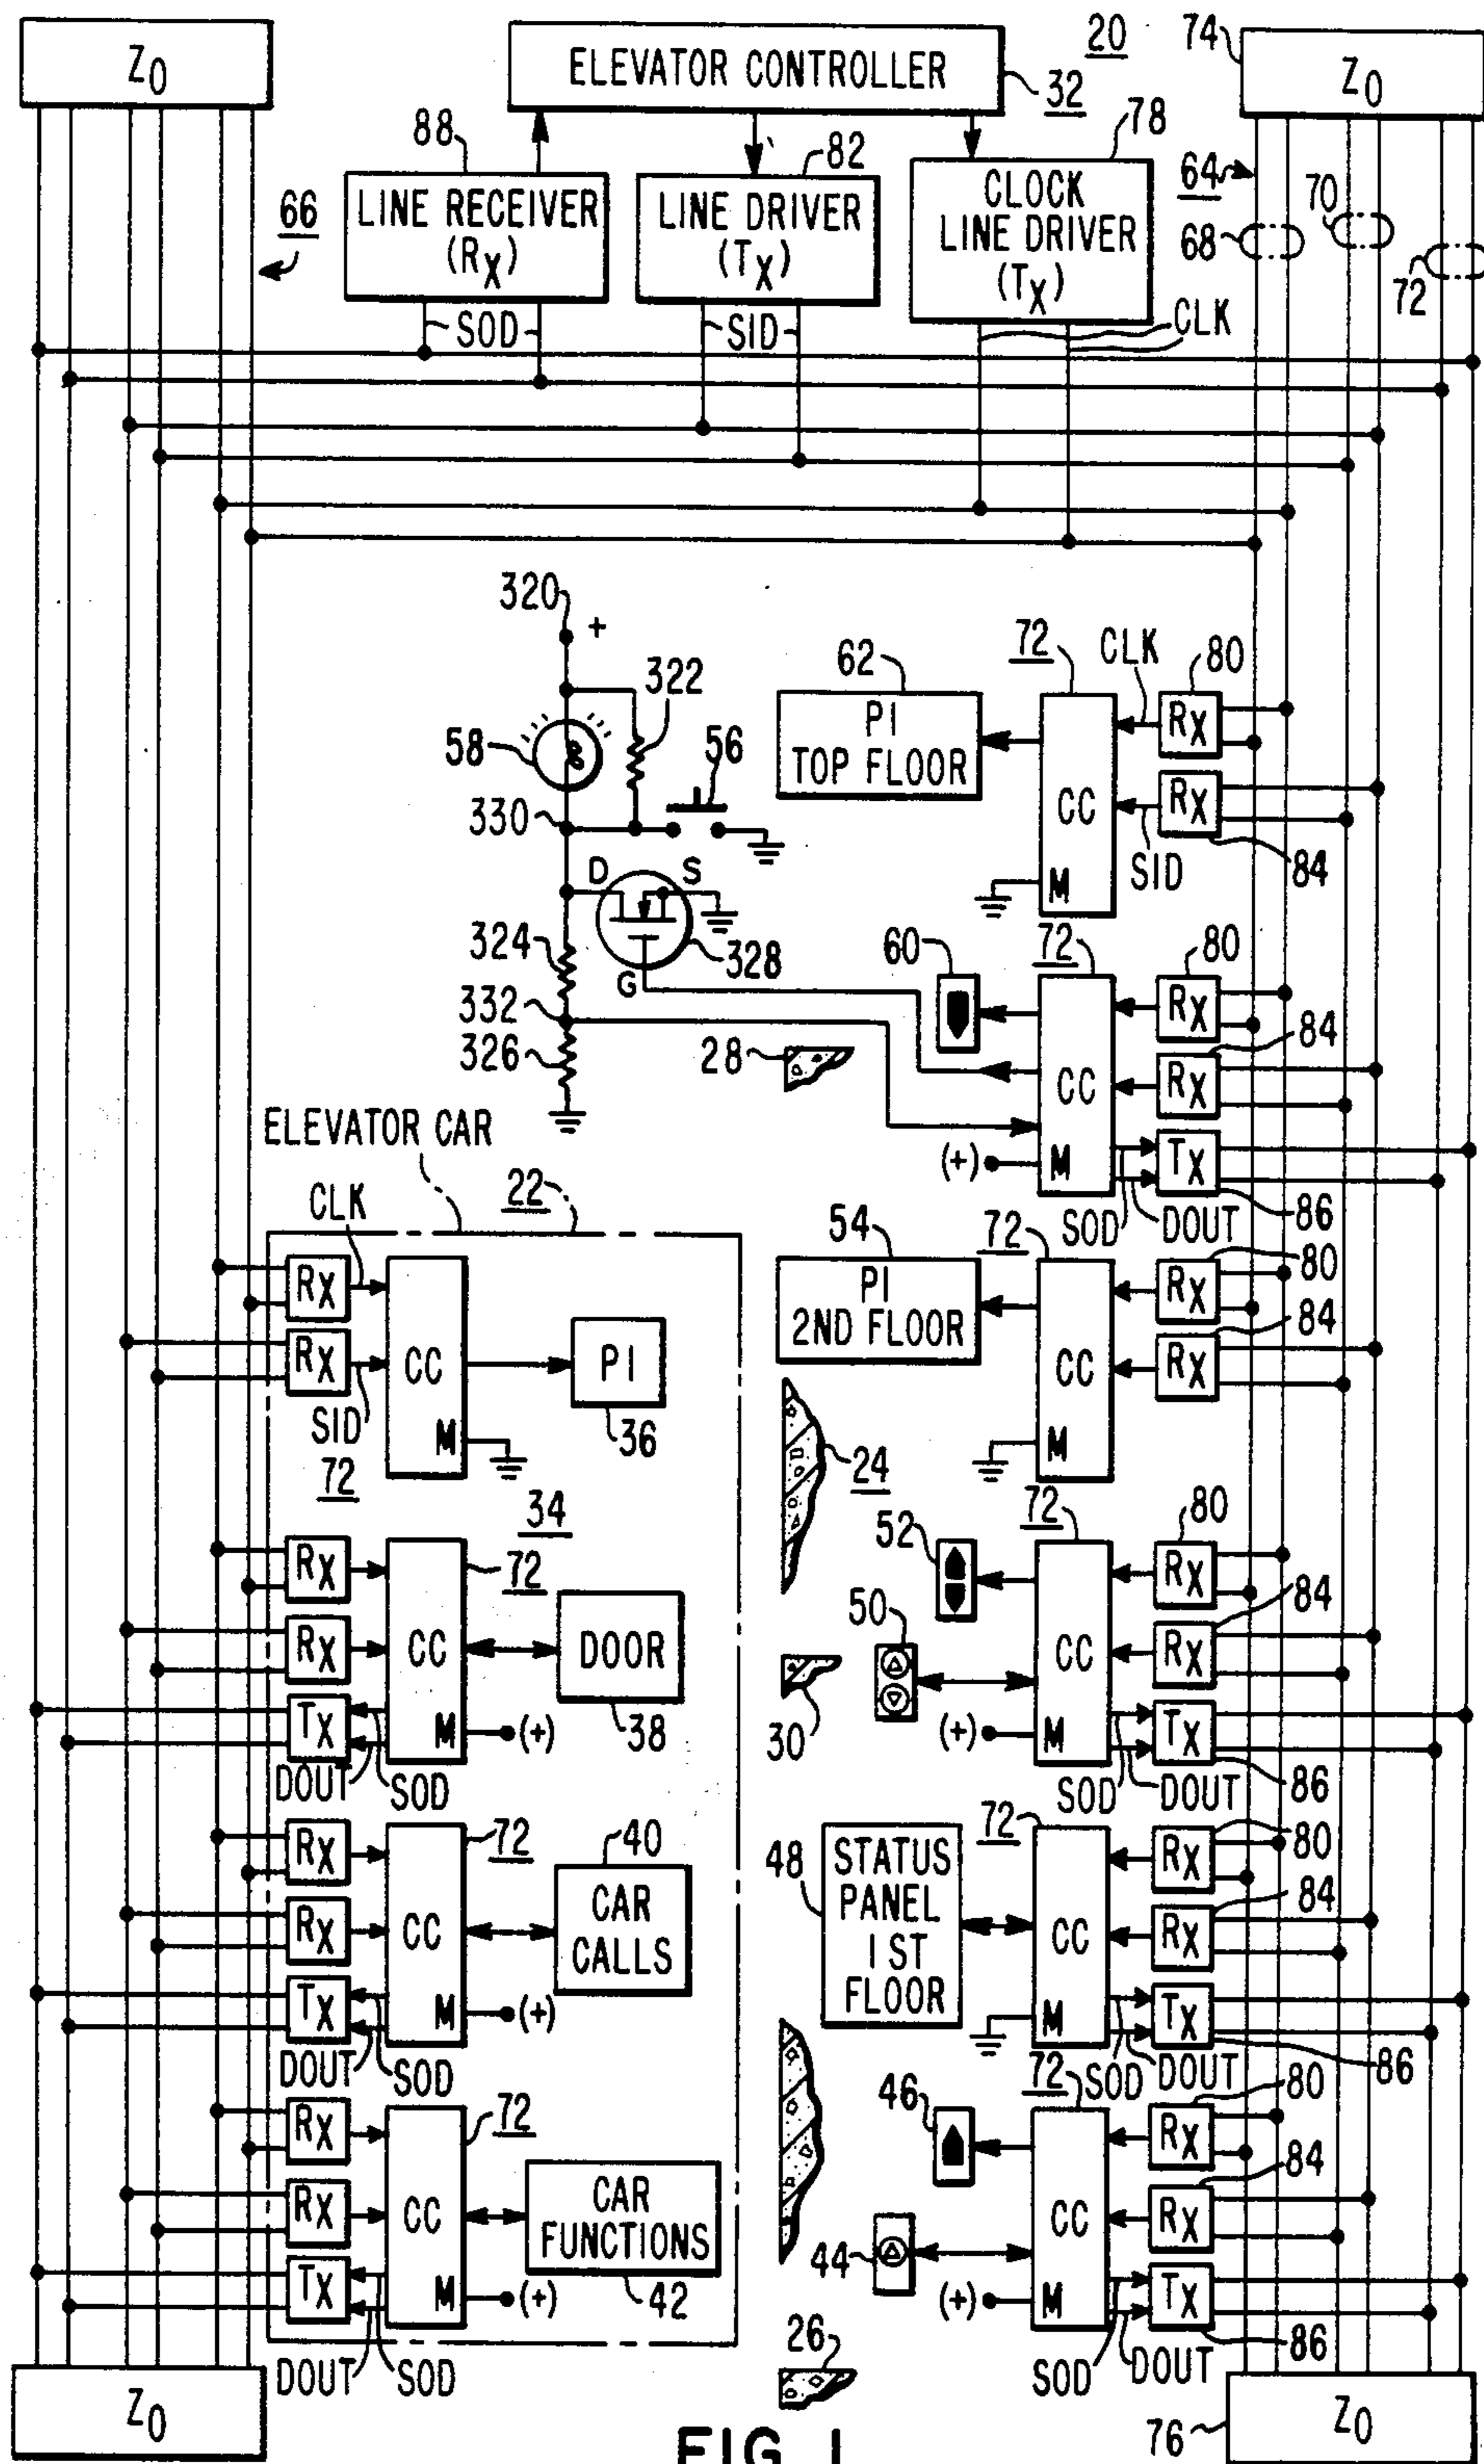 Z0
ELEVATOR CONTROLLER
32
20
74
Z0
88
LINE RECEIVER
(RX)
82
LINE DRIVER
(TX)
78
CLOCK
LINE DRIVER
(TX)
66
64
68
70
72
SOD
SID
CLK
320
+
322
58
56
330
D
S
324
328
G
332
326
62
PI
TOP FLOOR
72
CLK
80
RX
CC
RX
SID
84
M
60
72
80
RX
84
CC
RX
28
(+)
M
TX
SOD
DOUT
86
ELEVATOR CAR
22
CLK
RX
RX
CC
PI
SID
M
36
72
54
PI
2ND FLOOR
72
RX
80
84
CC
RX
M
24
34
RX
72
RX
CC
DOOR
TX
M
(+)
38
DOUT
SOD
52
72
80
RX
50
84
CC
RX
30
(+)
M
TX
SOD
DOUT
86
RX
72
40
RX
CC
CAR
CALLS
TX
M
(+)
DOUT
SOD
48
STATUS
PANEL
1ST
FLOOR
72
RX
80
84
CC
RX
M
TX
SOD
DOUT
86
RX
72
RX
CC
CAR
FUNCTIONS
TX
M
(+)
42
DOUT
SOD
46
72
80
RX
84
CC
RX
44
(+)
M
TX
SOD
DOUT
86
26
Z0
76
Z0
FIG. 1